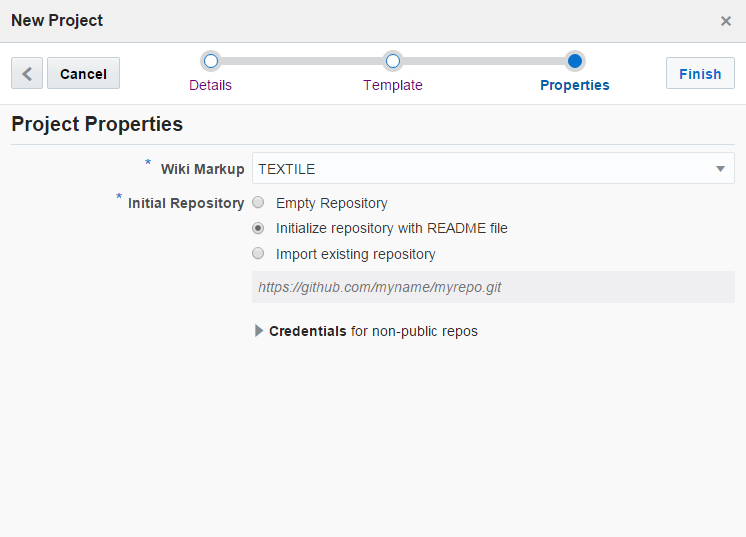 New Project ×
Cancel
Finish
Details Template Properties
Project Properties
* Wiki Markup TEXTILE
* Initial Repository Empty Repository
Initialize repository with README file
Import existing repository
https://github.com/myname/myrepo.git
Credentials for non-public repos